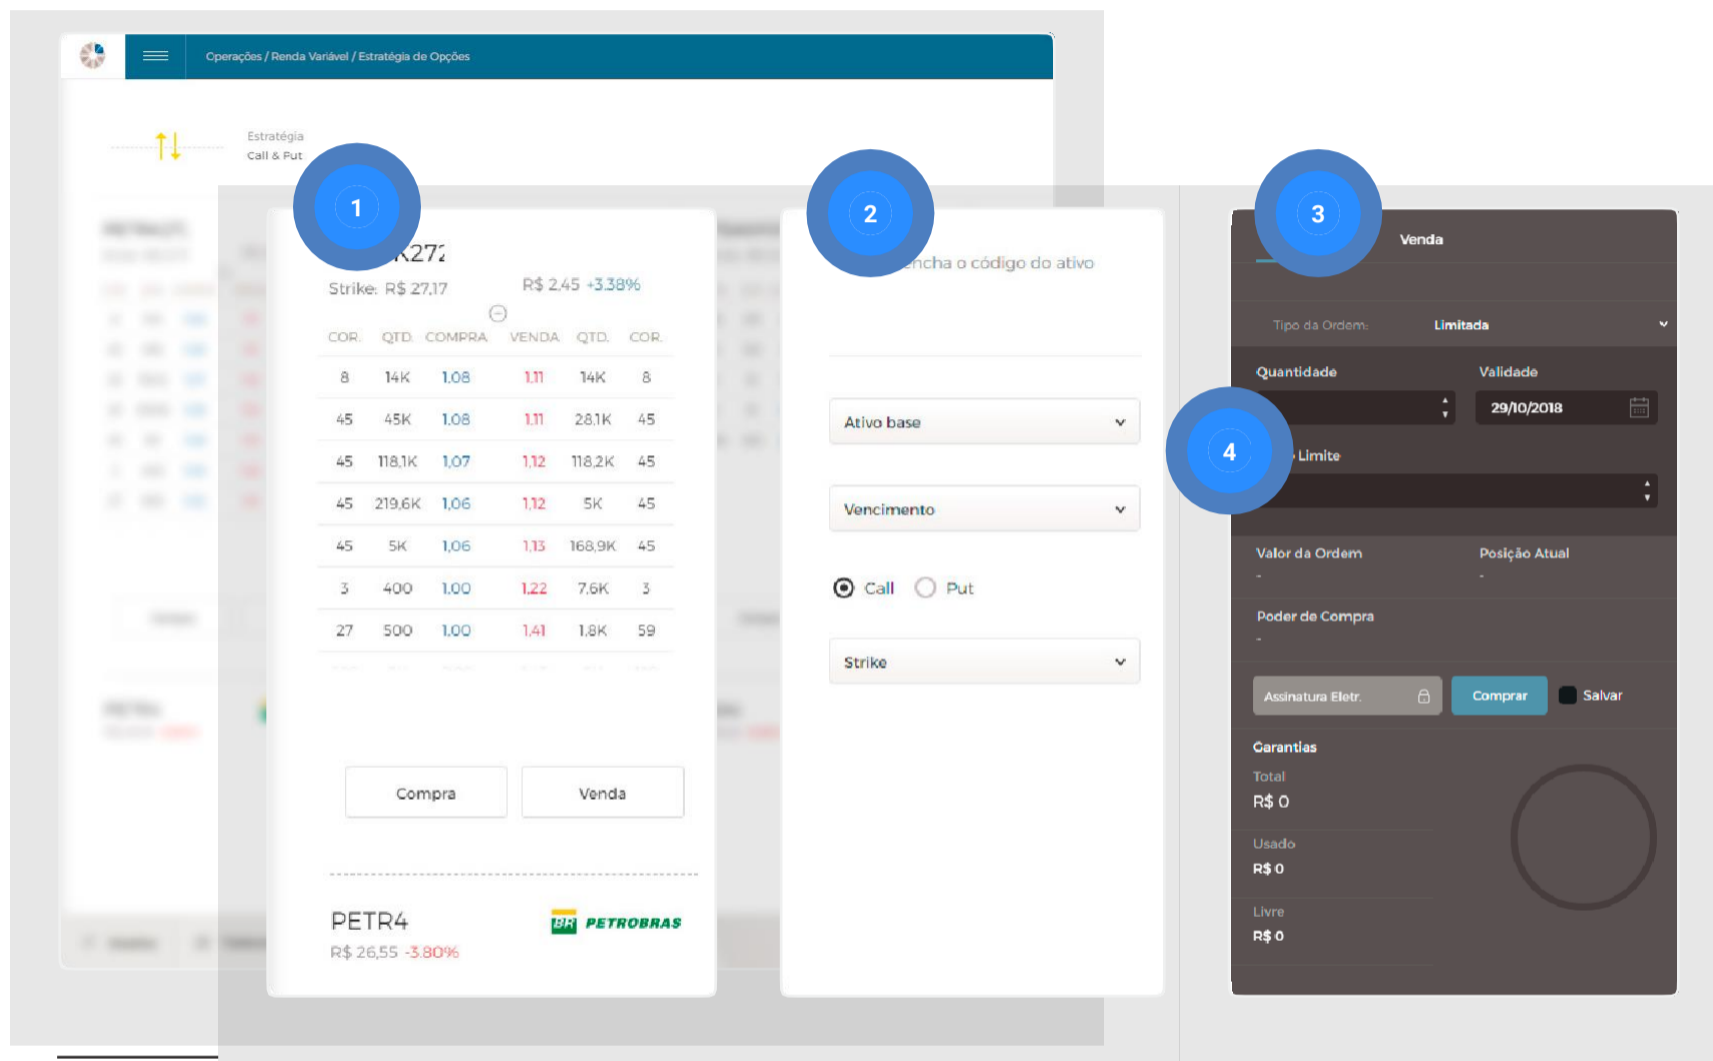 Operações / Renda Variável / Estratégia de Opções
Estratégia
Call & Put
1
K272
Strike: R$ 27,17
R$ 2,45 +3.38%
COR. QTD. COMPRA VENDA QTD. COR.
8 14K 1,08 1,11 14K 8
45 45K 1,08 1,11 28,1K 45
45 118,1K 1,07 1,12 118,2K 45
45 219,6K 1,06 1,12 5K 45
45 5K 1,06 1,13 168,9K 45
3 400 1,00 1,22 7,6K 3
27 500 1,00 1,41 1,8K 59
Compra Venda
PETR4
BR PETROBRAS
R$ 26,55 -3.80%
2
encha o código do ativo
Ativo base
Vencimento
Call Put
Strike
3
Venda
Tipo da Ordem: Limitada
Quantidade Validade
29/10/2018
4
Limite
Valor da Ordem Posição Atual
- -
Poder de Compra
-
Assinatura Eletr. Comprar Salvar
Garantias
Total
R$ 0
Usado
R$ 0
Livre
R$ 0